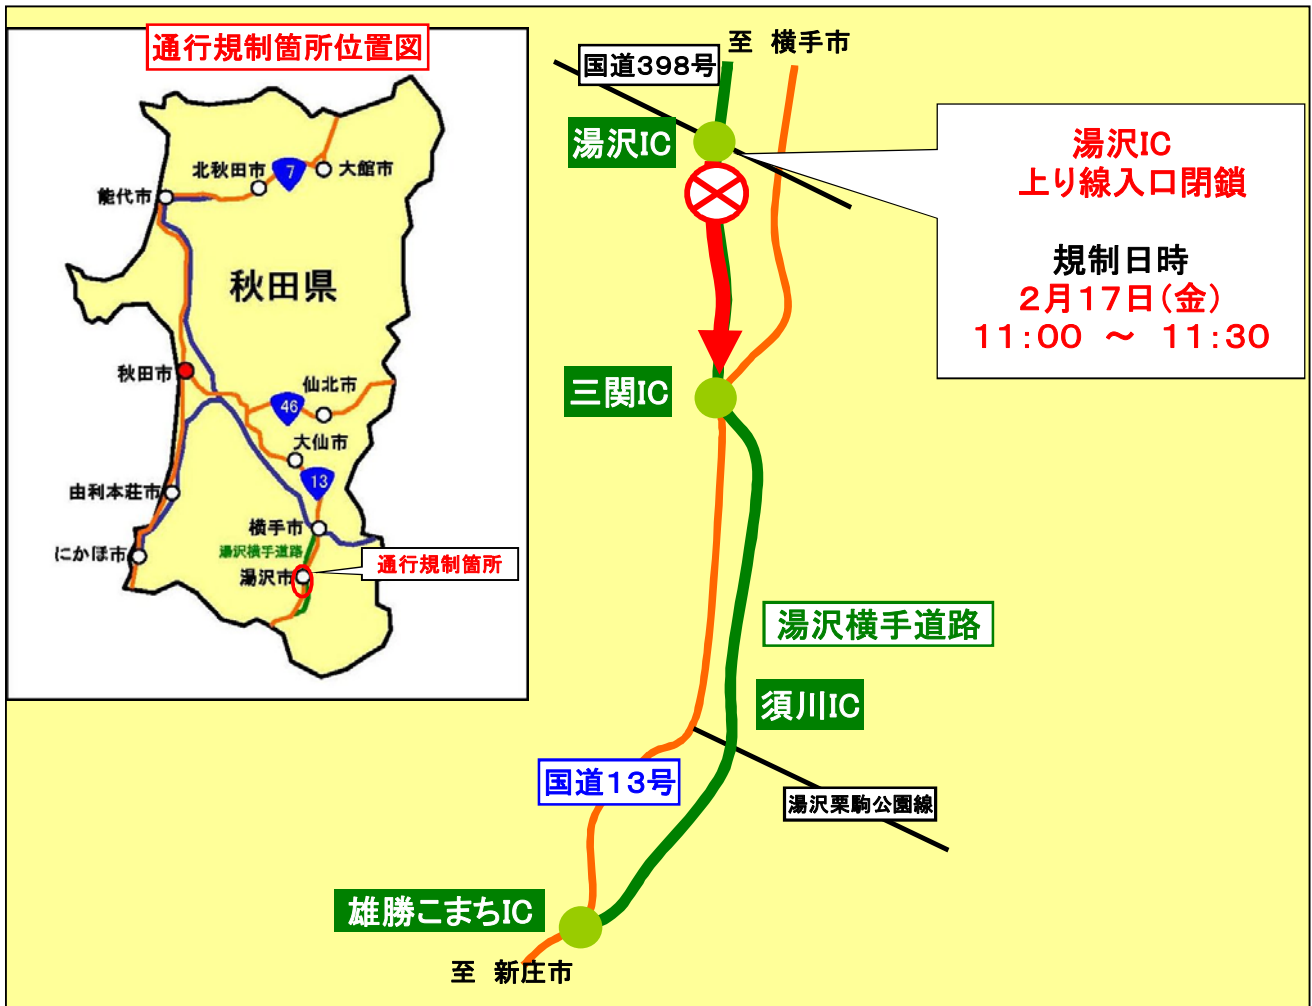 通行規制箇所位置図
北秋田市
7
大館市
能代市
秋田県
秋田市
仙北市
46
大仙市
13
由利本荘市
横手市
にかほ市
湯沢横手道路
湯沢市
通行規制箇所
至 横手市
国道398号
湯沢IC
湯沢IC
上り線入口閉鎖
規制日時
2月17日(金)
11:00 ～ 11:30
三関IC
湯沢横手道路
須川IC
国道13号
湯沢栗駒公園線
雄勝こまちIC
至 新庄市